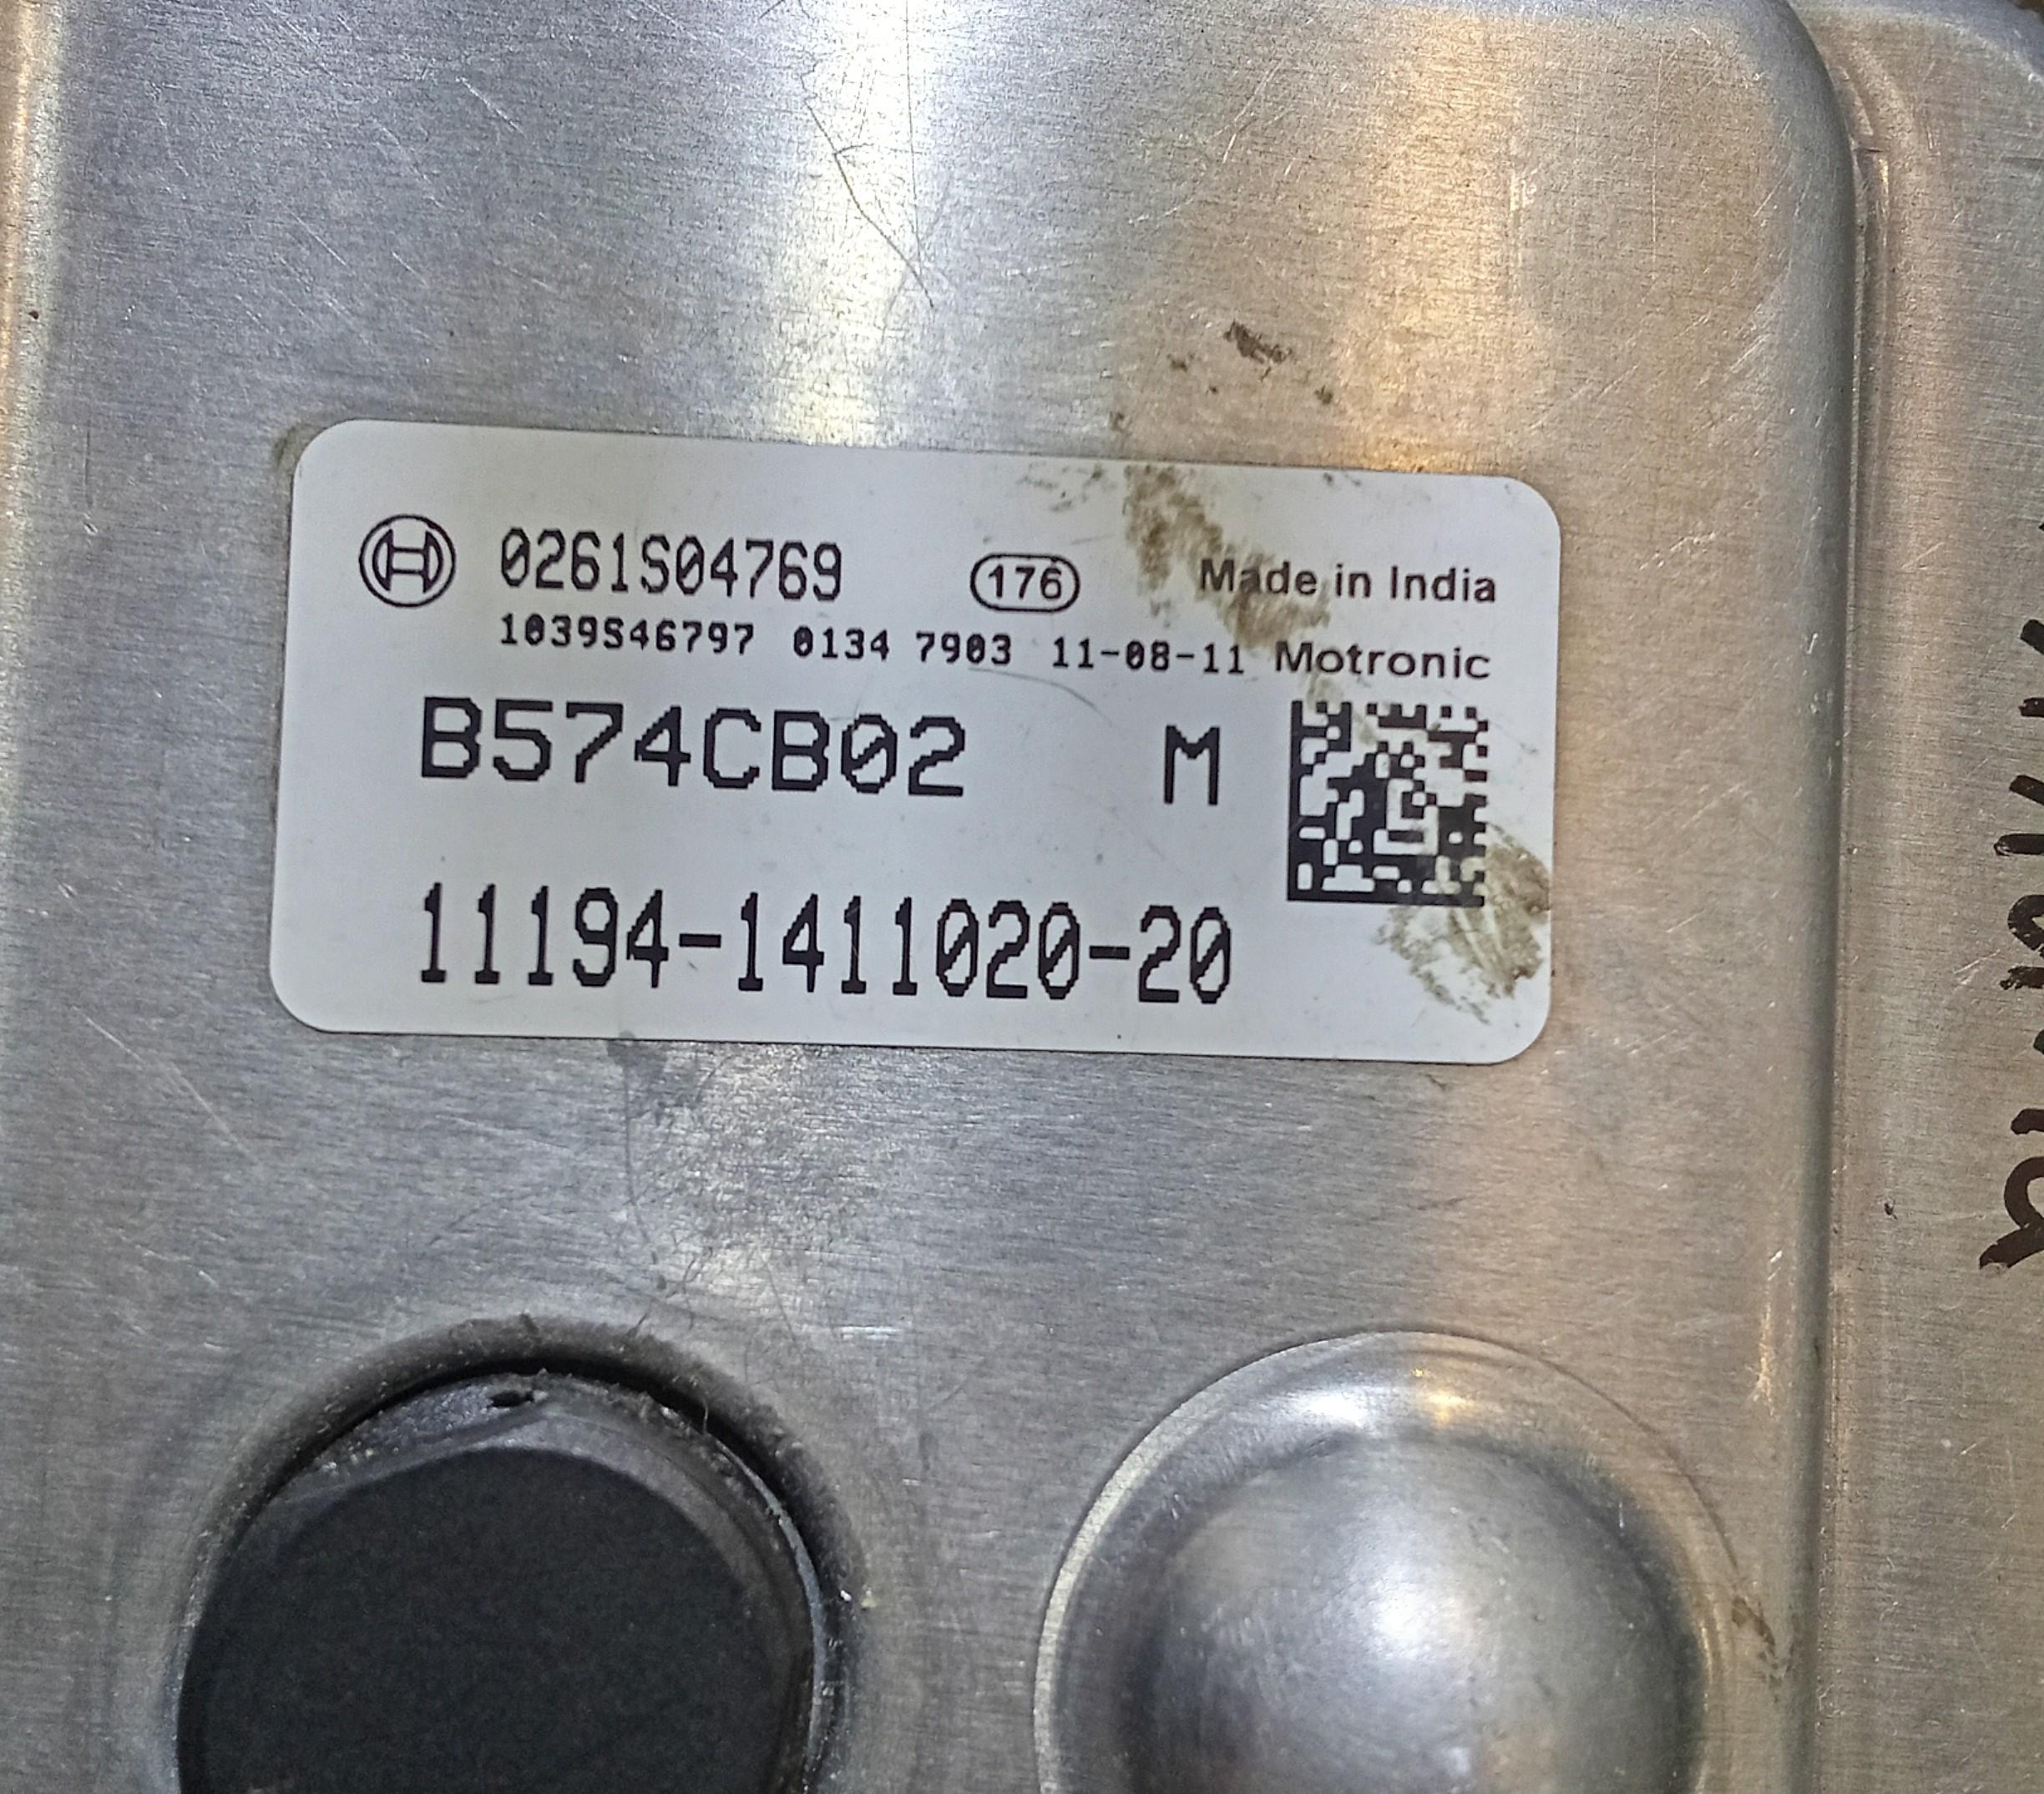 0261S04769 176 Made in India
1039S46797 0134 7903 11-08-11 Motronic
B574CB02 M
11194-1411020-20